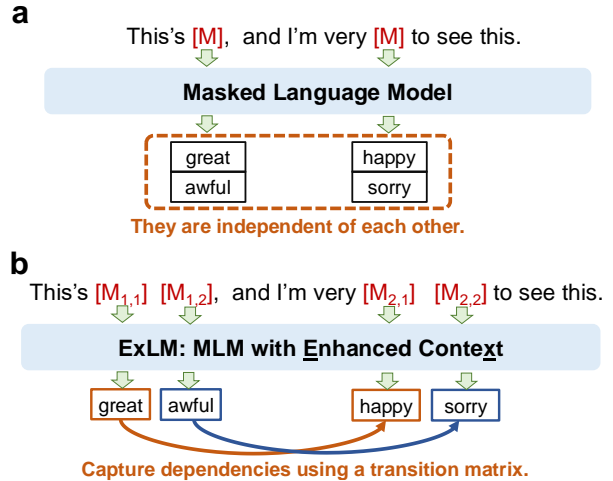 a
This's [M], and I'm very [M] to see this.
Masked Language Model
great happy
awful sorry
They are independent of each other.
b
This's [M1,1] [M1,2], and I'm very [M2,1] [M2,2] to see this.
ExLM: MLM with Enhanced Context
great awful happy sorry
Capture dependencies using a transition matrix.